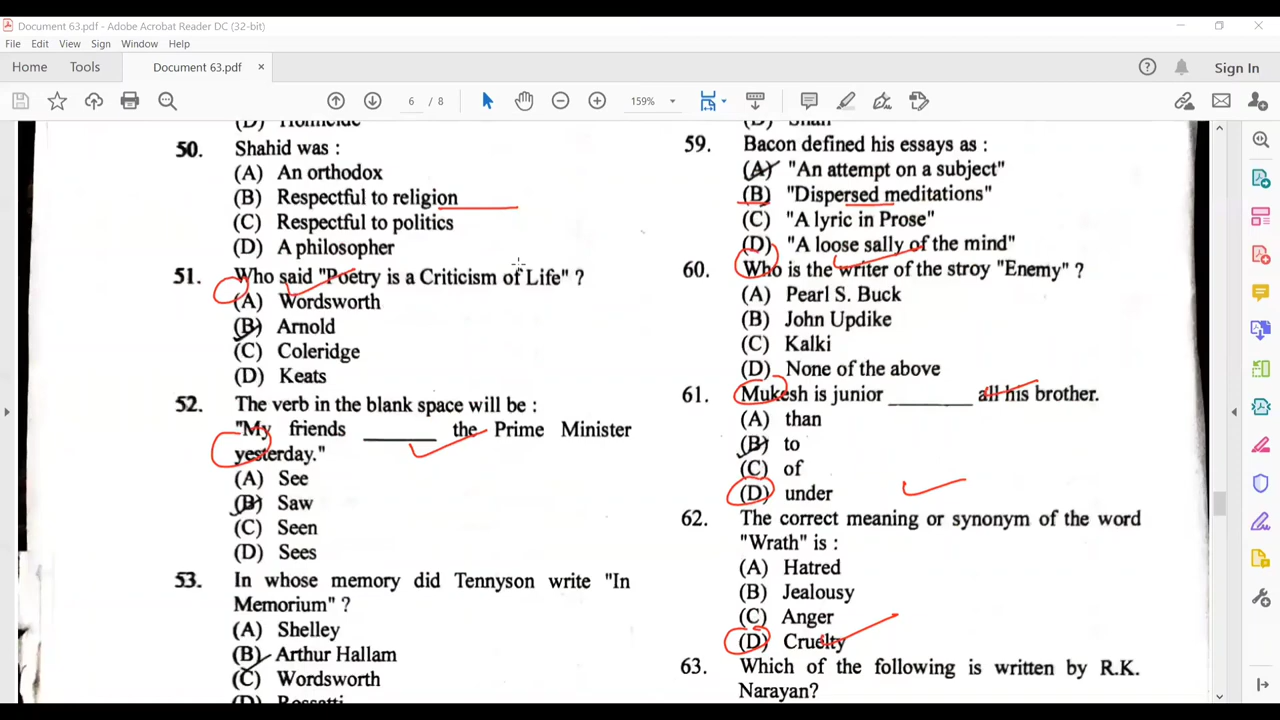 Document 63.pdf - Adobe Acrobat Reader DC (32-bit)
File Edit View Sign Window Help
Home Tools Document 63.pdf × Sign In
6 / 8 159%
(D) Homicide
50. Shahid was :
(A) An orthodox
(B) Respectful to religion
(C) Respectful to politics
(D) A philosopher
51. Who said "Poetry is a Criticism of Life" ?
(A) Wordsworth
(B) Arnold
(C) Coleridge
(D) Keats
52. The verb in the blank space will be :
"My friends ________ the Prime Minister
yesterday."
(A) See
(B) Saw
(C) Seen
(D) Sees
53. In whose memory did Tennyson write "In
Memorium" ?
(A) Shelley
(B) Arthur Hallam
(C) Wordsworth
(D) Rossetti
(D) Shah
59. Bacon defined his essays as :
(A) "An attempt on a subject"
(B) "Dispersed meditations"
(C) "A lyric in Prose"
(D) "A loose sally of the mind"
60. Who is the writer of the stroy "Enemy" ?
(A) Pearl S. Buck
(B) John Updike
(C) Kalki
(D) None of the above
61. Mukesh is junior ________ all his brother.
(A) than
(B) to
(C) of
(D) under
62. The correct meaning or synonym of the word
"Wrath" is :
(A) Hatred
(B) Jealousy
(C) Anger
(D) Cruelty
63. Which of the following is written by R.K.
Narayan?